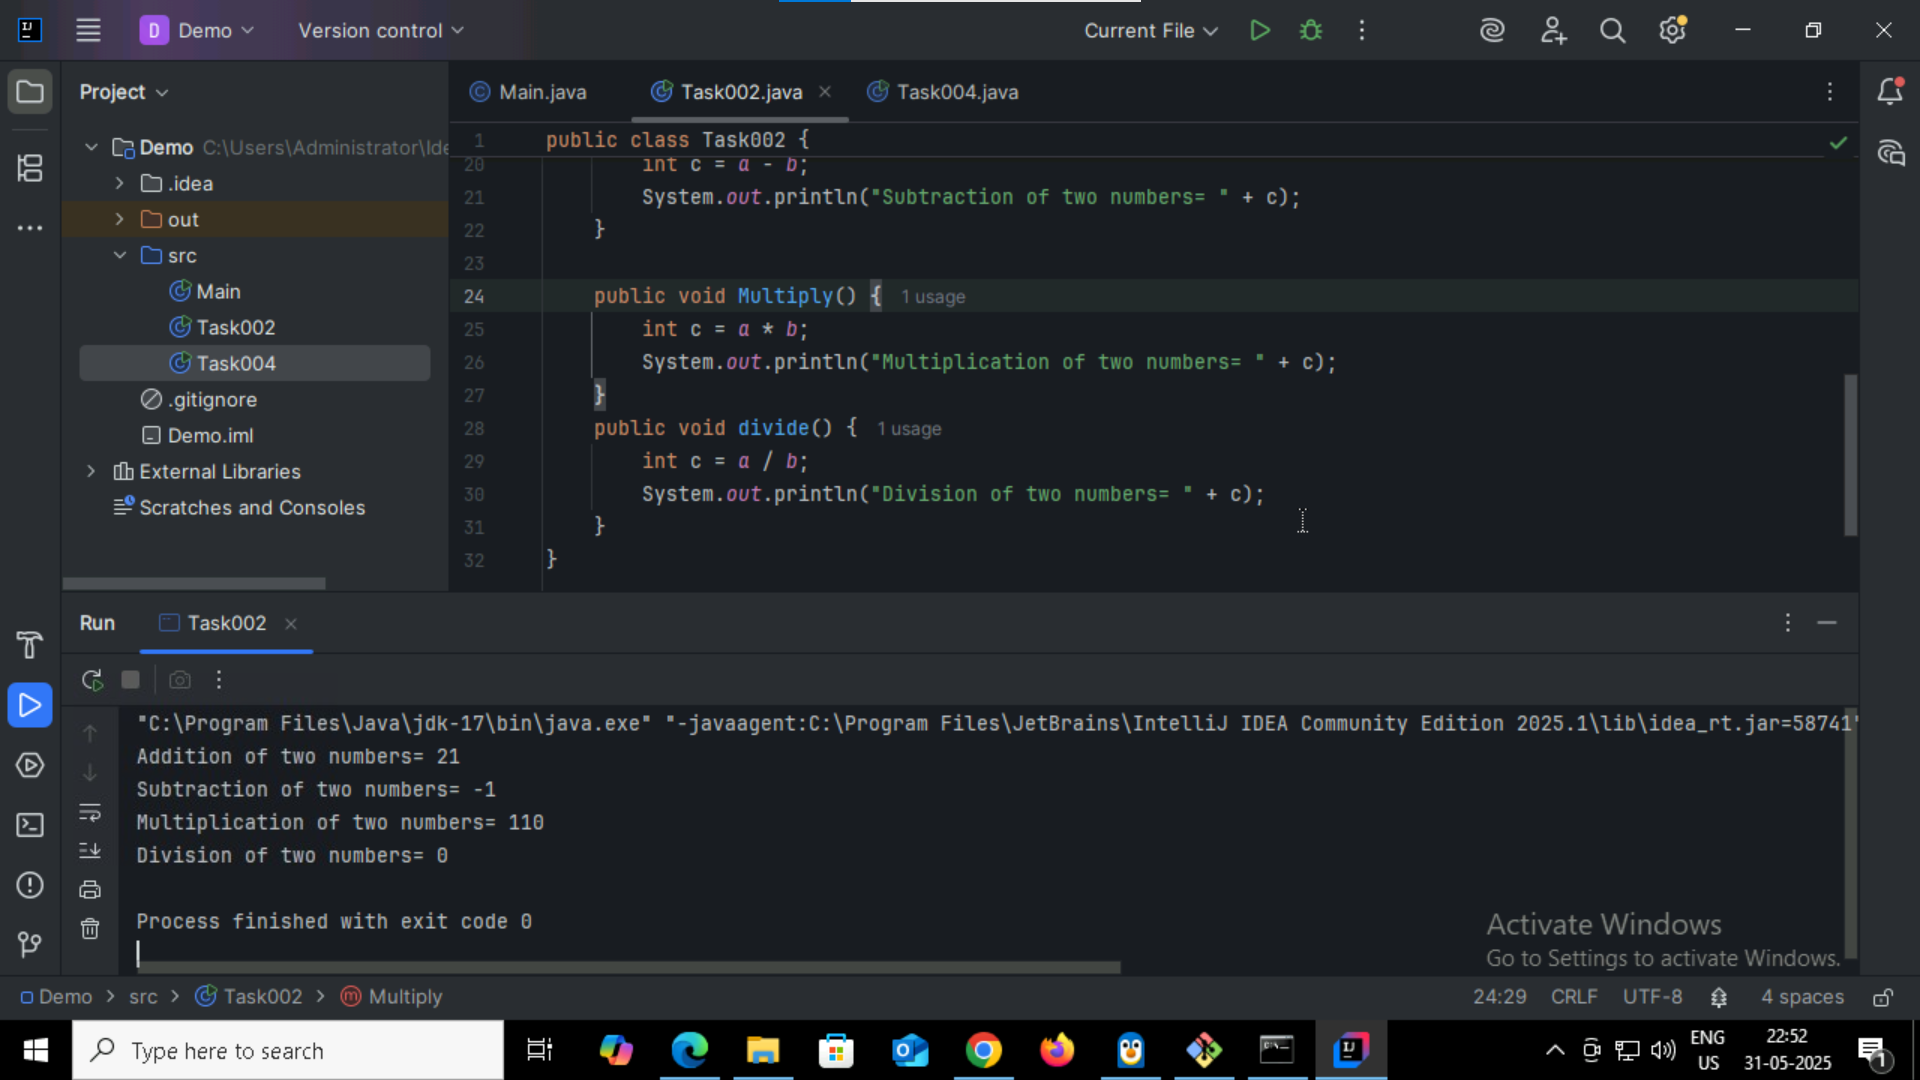 D Demo Version control Current File
Project
Demo C:\Users\Administrator\Ide
.idea
out
src
Main
Task002
Task004
.gitignore
Demo.iml
External Libraries
Scratches and Consoles
Main.java Task002.java Task004.java
1 public class Task002 {
20 int c = a - b;
21 System.out.println("Subtraction of two numbers= " + c);
22 }
23
24 public void Multiply() { 1 usage
25 int c = a * b;
26 System.out.println("Multiplication of two numbers= " + c);
27 }
28 public void divide() { 1 usage
29 int c = a / b;
30 System.out.println("Division of two numbers= " + c);
31 }
32 }
Run Task002
"C:\Program Files\Java\jdk-17\bin\java.exe" "-javaagent:C:\Program Files\JetBrains\IntelliJ IDEA Community Edition 2025.1\lib\idea_rt.jar=58741"
Addition of two numbers= 21
Subtraction of two numbers= -1
Multiplication of two numbers= 110
Division of two numbers= 0
Process finished with exit code 0
Activate Windows
Go to Settings to activate Windows.
Demo > src > Task002 > m Multiply 24:29 CRLF UTF-8 4 spaces
Type here to search
ENG
US
22:52
31-05-2025
1